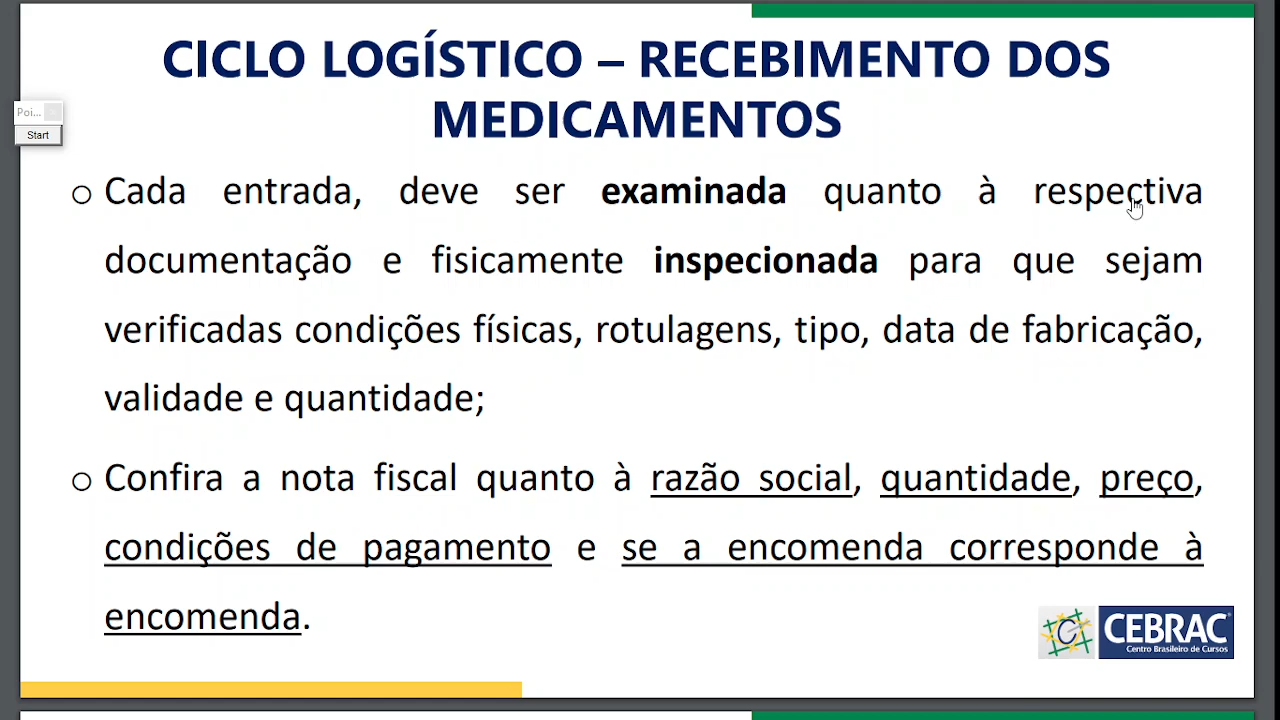 CICLO LOGÍSTICO – RECEBIMENTO DOS
MEDICAMENTOS
Poi...
Start
Cada entrada, deve ser examinada quanto à respectiva
documentação e fisicamente inspecionada para que sejam
verificadas condições físicas, rotulagens, tipo, data de fabricação,
validade e quantidade;
Confira a nota fiscal quanto à razão social, quantidade, preço,
condições de pagamento e se a encomenda corresponde à
encomenda.
C
CEBRAC
Centro Brasileiro de Cursos